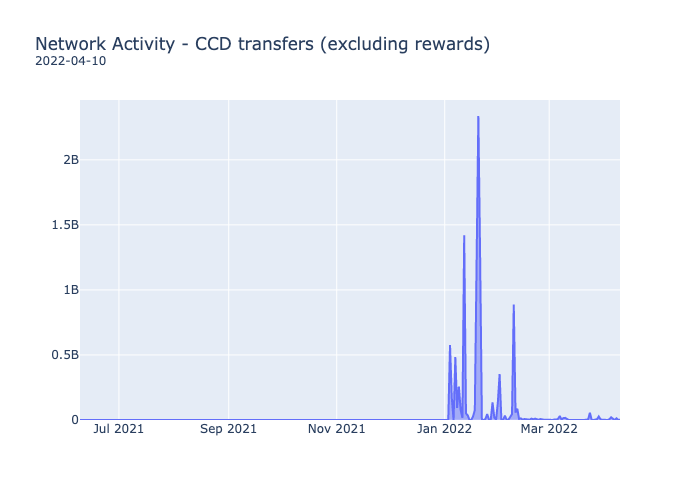 Network Activity - CCD transfers (excluding rewards)
2022-04-10
2B
1.5B
1B
0.5B
0
Jul 2021 Sep 2021 Nov 2021 Jan 2022 Mar 2022